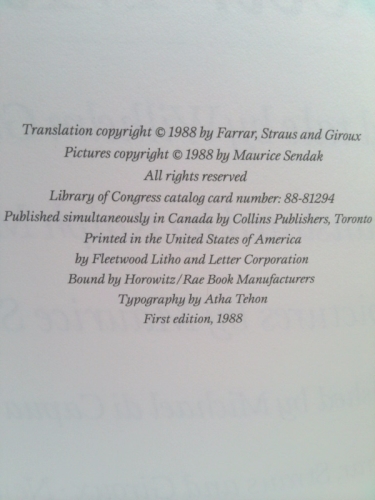 Translation copyright © 1988 by Farrar, Straus and Giroux
Pictures copyright © 1988 by Maurice Sendak
All rights reserved
Library of Congress catalog card number: 88-81294
Published simultaneously in Canada by Collins Publishers, Toronto
Printed in the United States of America
by Fleetwood Litho and Letter Corporation
Bound by Horowitz/Rae Book Manufacturers
Typography by Atha Tehon
First edition, 1988